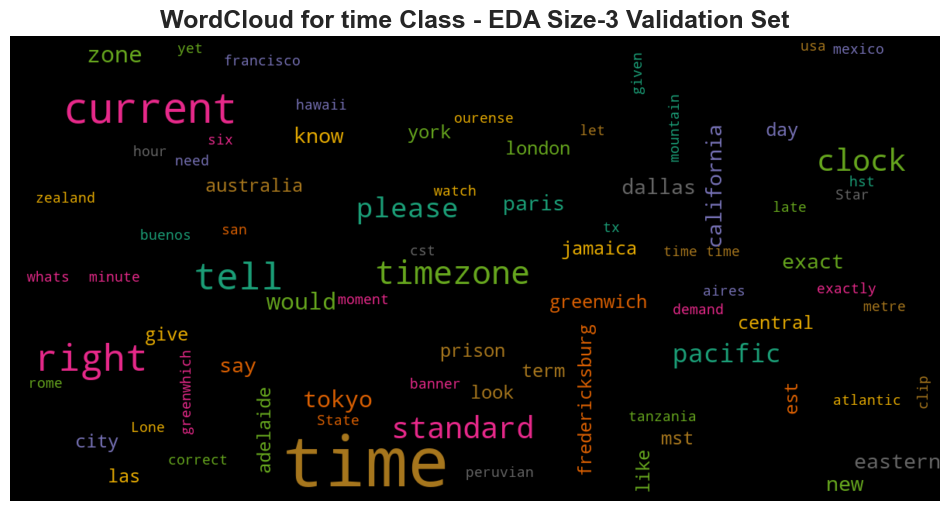 WordCloud for time Class - EDA Size-3 Validation Set
zone
yet
francisco
usa
mexico
given
current
hawaii
mountain
six
know
york
ourense
let
day
hour
need
london
california
clock
zealand
australia
watch
dallas
hst
Star
please
paris
late
buenos
san
tx
cst
jamaica
time time
whats
minute
tell
timezone
exact
would
moment
greenwich
aires
exactly
demand
metre
give
central
right
greenwhich
say
prison
fredericksburg
pacific
rome
adelaide
tokyo
banner
term
look
est
atlantic
clip
Lone
State
standard
tanzania
city
mst
correct
time
las
peruvian
like
eastern
new